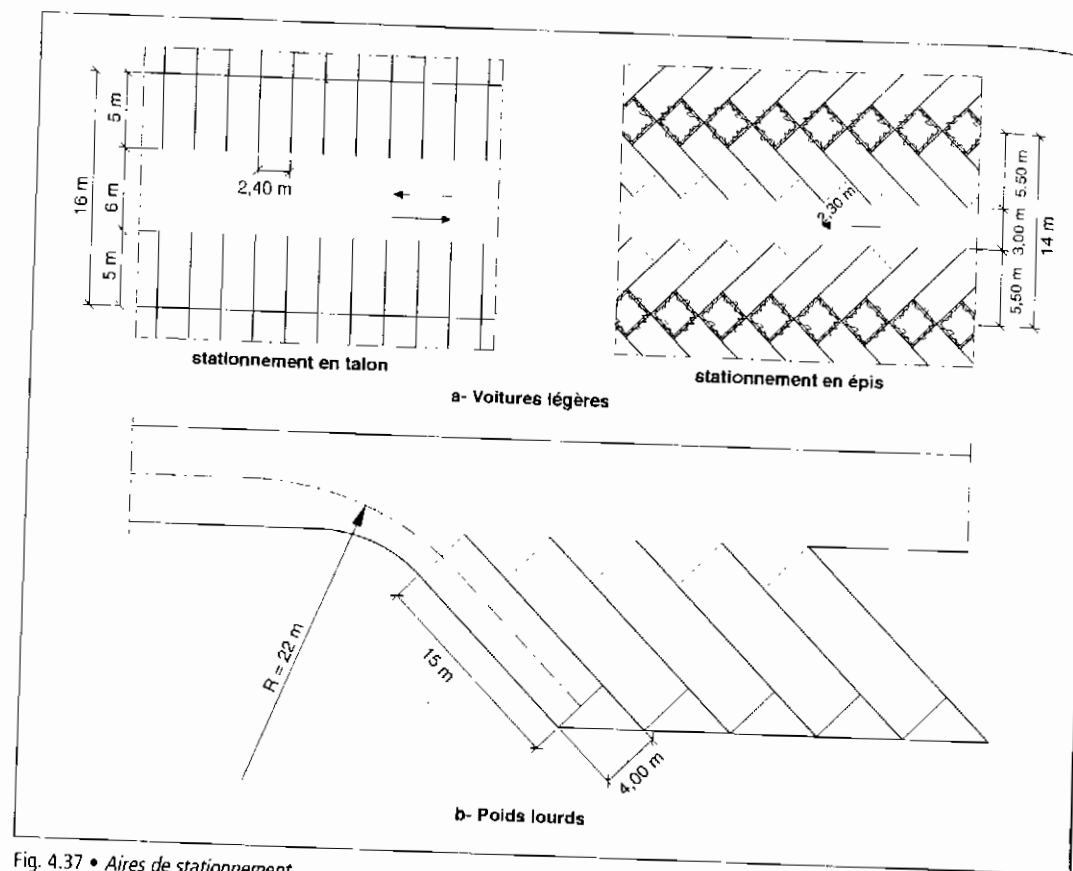 5 m
16 m
6 m
5 m
2,40 m
stationnement en talon
2,30 m
5.50 m
3,00 m
14 m
5,50 m
stationnement en épis
a- Voitures légères
R = 22 m
15 m
4,00 m
b- Poids lourds
Fig. 4.37 • Aires de stationnement